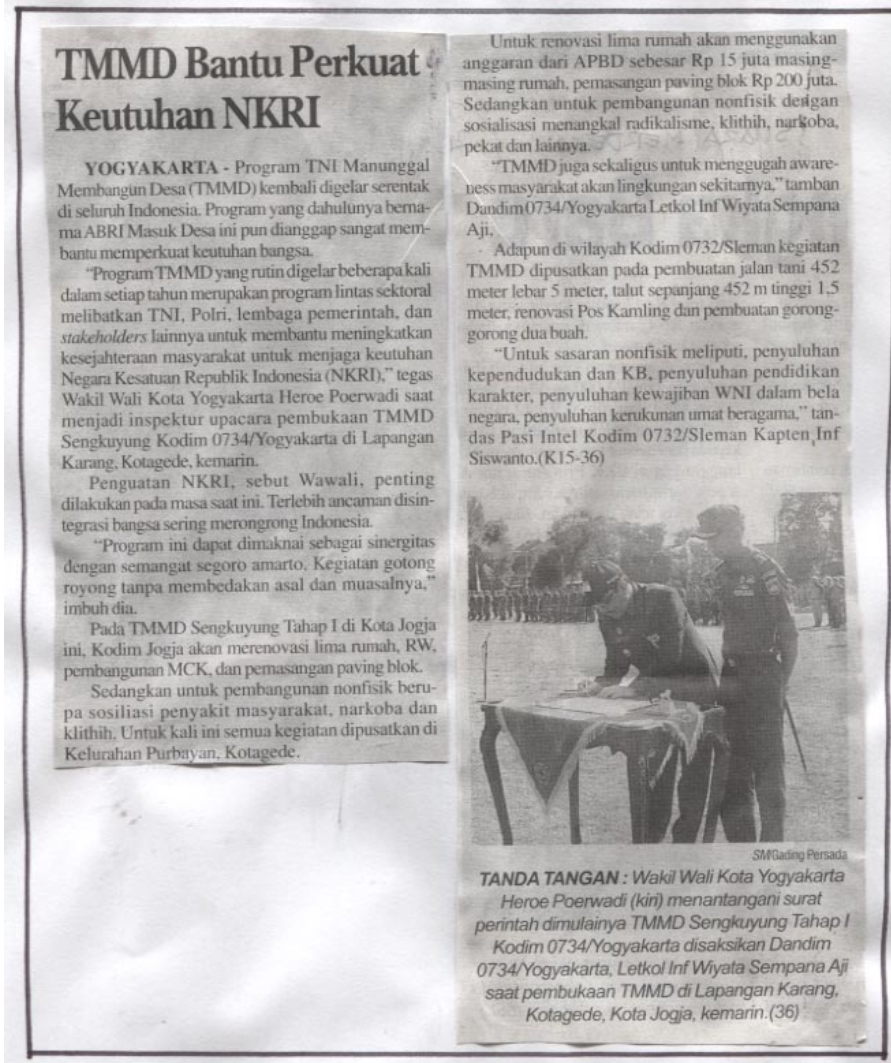 TMMD Bantu Perkuat
Keutuhan NKRI
YOGYAKARTA - Program TNI Manunggal
Membangun Desa (TMMD) kembali digelar serentak
di seluruh Indonesia. Program yang dahulunya berna-
ma ABRI Masuk Desa ini pun dianggap sangat mem-
bantu memperkuat keutuhan bangsa.
“Program TMMD yang rutin digelar beberapa kali
dalam setiap tahun merupakan program lintas sektoral
melibatkan TNI, Polri, lembaga pemerintah, dan
stakeholders lainnya untuk membantu meningkatkan
kesejahteraan masyarakat untuk menjaga keutuhan
Negara Kesatuan Republik Indonesia (NKRI),” tegas
Wakil Wali Kota Yogyakarta Heroe Poerwadi saat
menjadi inspektur upacara pembukaan TMMD
Sengkuyung Kodim 0734/Yogyakarta di Lapangan
Karang, Kotagede, kemarin.
Penguatan NKRI, sebut Wawali, penting
dilakukan pada masa saat ini. Terlebih ancaman disin-
tegrasi bangsa sering merongrong Indonesia.
“Program ini dapat dimaknai sebagai sinergitas
dengan semangat segoro amarto. Kegiatan gotong
royong tanpa membedakan asal dan muasalnya,”
imbuh dia.
Pada TMMD Sengkuyung Tahap I di Kota Jogja
ini, Kodim Jogja akan merenovasi lima rumah, RW,
pembangunan MCK, dan pemasangan paving blok.
Sedangkan untuk pembangunan nonfisik beru-
pa sosiliasi penyakit masyarakat, narkoba dan
klithih. Untuk kali ini semua kegiatan dipusatkan di
Kelurahan Purbayan, Kotagede.
Untuk renovasi lima rumah akan menggunakan
anggaran dari APBD sebesar Rp 15 juta masing-
masing rumah, pemasangan paving blok Rp 200 juta.
Sedangkan untuk pembangunan nonfisik dengan
sosialisasi menangkal radikalisme, klithih, narkoba,
pekat dan lainnya.
“TMMD juga sekaligus untuk menggugah aware-
ness masyarakat akan lingkungan sekitarnya,” tamban
Dandim 0734/Yogyakarta Letkol Inf Wiyata Sempana
Aji,
Adapun di wilayah Kodim 0732/Sleman kegiatan
TMMD dipusatkan pada pembuatan jalan tani 452
meter lebar 5 meter, talut sepanjang 452 m tinggi 1,5
meter, renovasi Pos Kamling dan pembuatan gorong-
gorong dua buah.
“Untuk sasaran nonfisik meliputi, penyuluhan
kependudukan dan KB, penyuluhan pendidikan
karakter, penyuluhan kewajiban WNI dalam bela
negara, penyuluhan kerukunan umat beragama,” tan-
das Pasi Intel Kodim 0732/Sleman Kapten Inf
Siswanto.(K15-36)
SM/Gading Persada
TANDA TANGAN : Wakil Wali Kota Yogyakarta
Heroe Poerwadi (kiri) menantangani surat
perintah dimulainya TMMD Sengkuyung Tahap I
Kodim 0734/Yogyakarta disaksikan Dandim
0734/Yogyakarta, Letkol Inf Wiyata Sempana Aji
saat pembukaan TMMD di Lapangan Karang,
Kotagede, Kota Jogja, kemarin.(36)